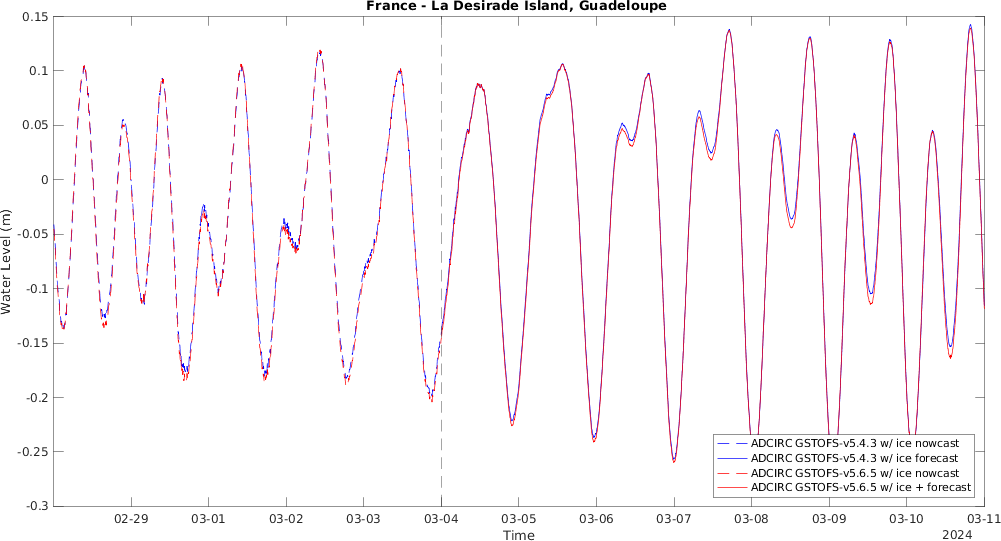 France - La Desirade Island, Guadeloupe
Water Level (m)
0.15
0.1
0.05
0
-0.05
-0.1
-0.15
-0.2
-0.25
-0.3
ADCIRC GSTOFS-v5.4.3 w/ ice nowcast
ADCIRC GSTOFS-v5.4.3 w/ ice forecast
ADCIRC GSTOFS-v5.6.5 w/ ice nowcast
ADCIRC GSTOFS-v5.6.5 w/ ice + forecast
02-29 03-01 03-02 03-03 03-04 03-05 03-06 03-07 03-08 03-09 03-10 03-11
Time
2024